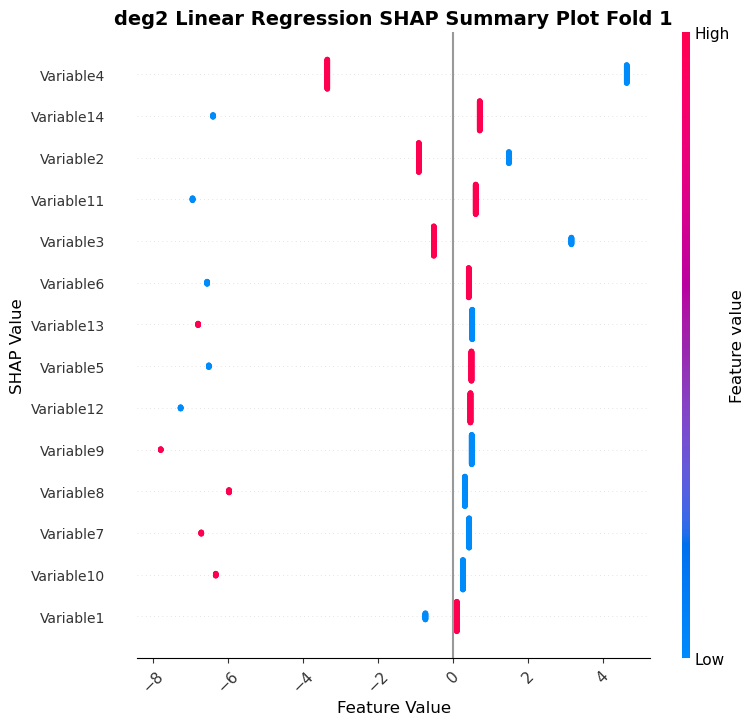 deg2 Linear Regression SHAP Summary Plot Fold 1
High
Variable4
Variable14
Variable2
Variable11
Variable3
Variable6
Variable13
Variable5
Variable12
Variable9
Variable8
Variable7
Variable10
Variable1
SHAP Value
Feature value
Low
−8 −6 −4 −2 0 2 4
Feature Value